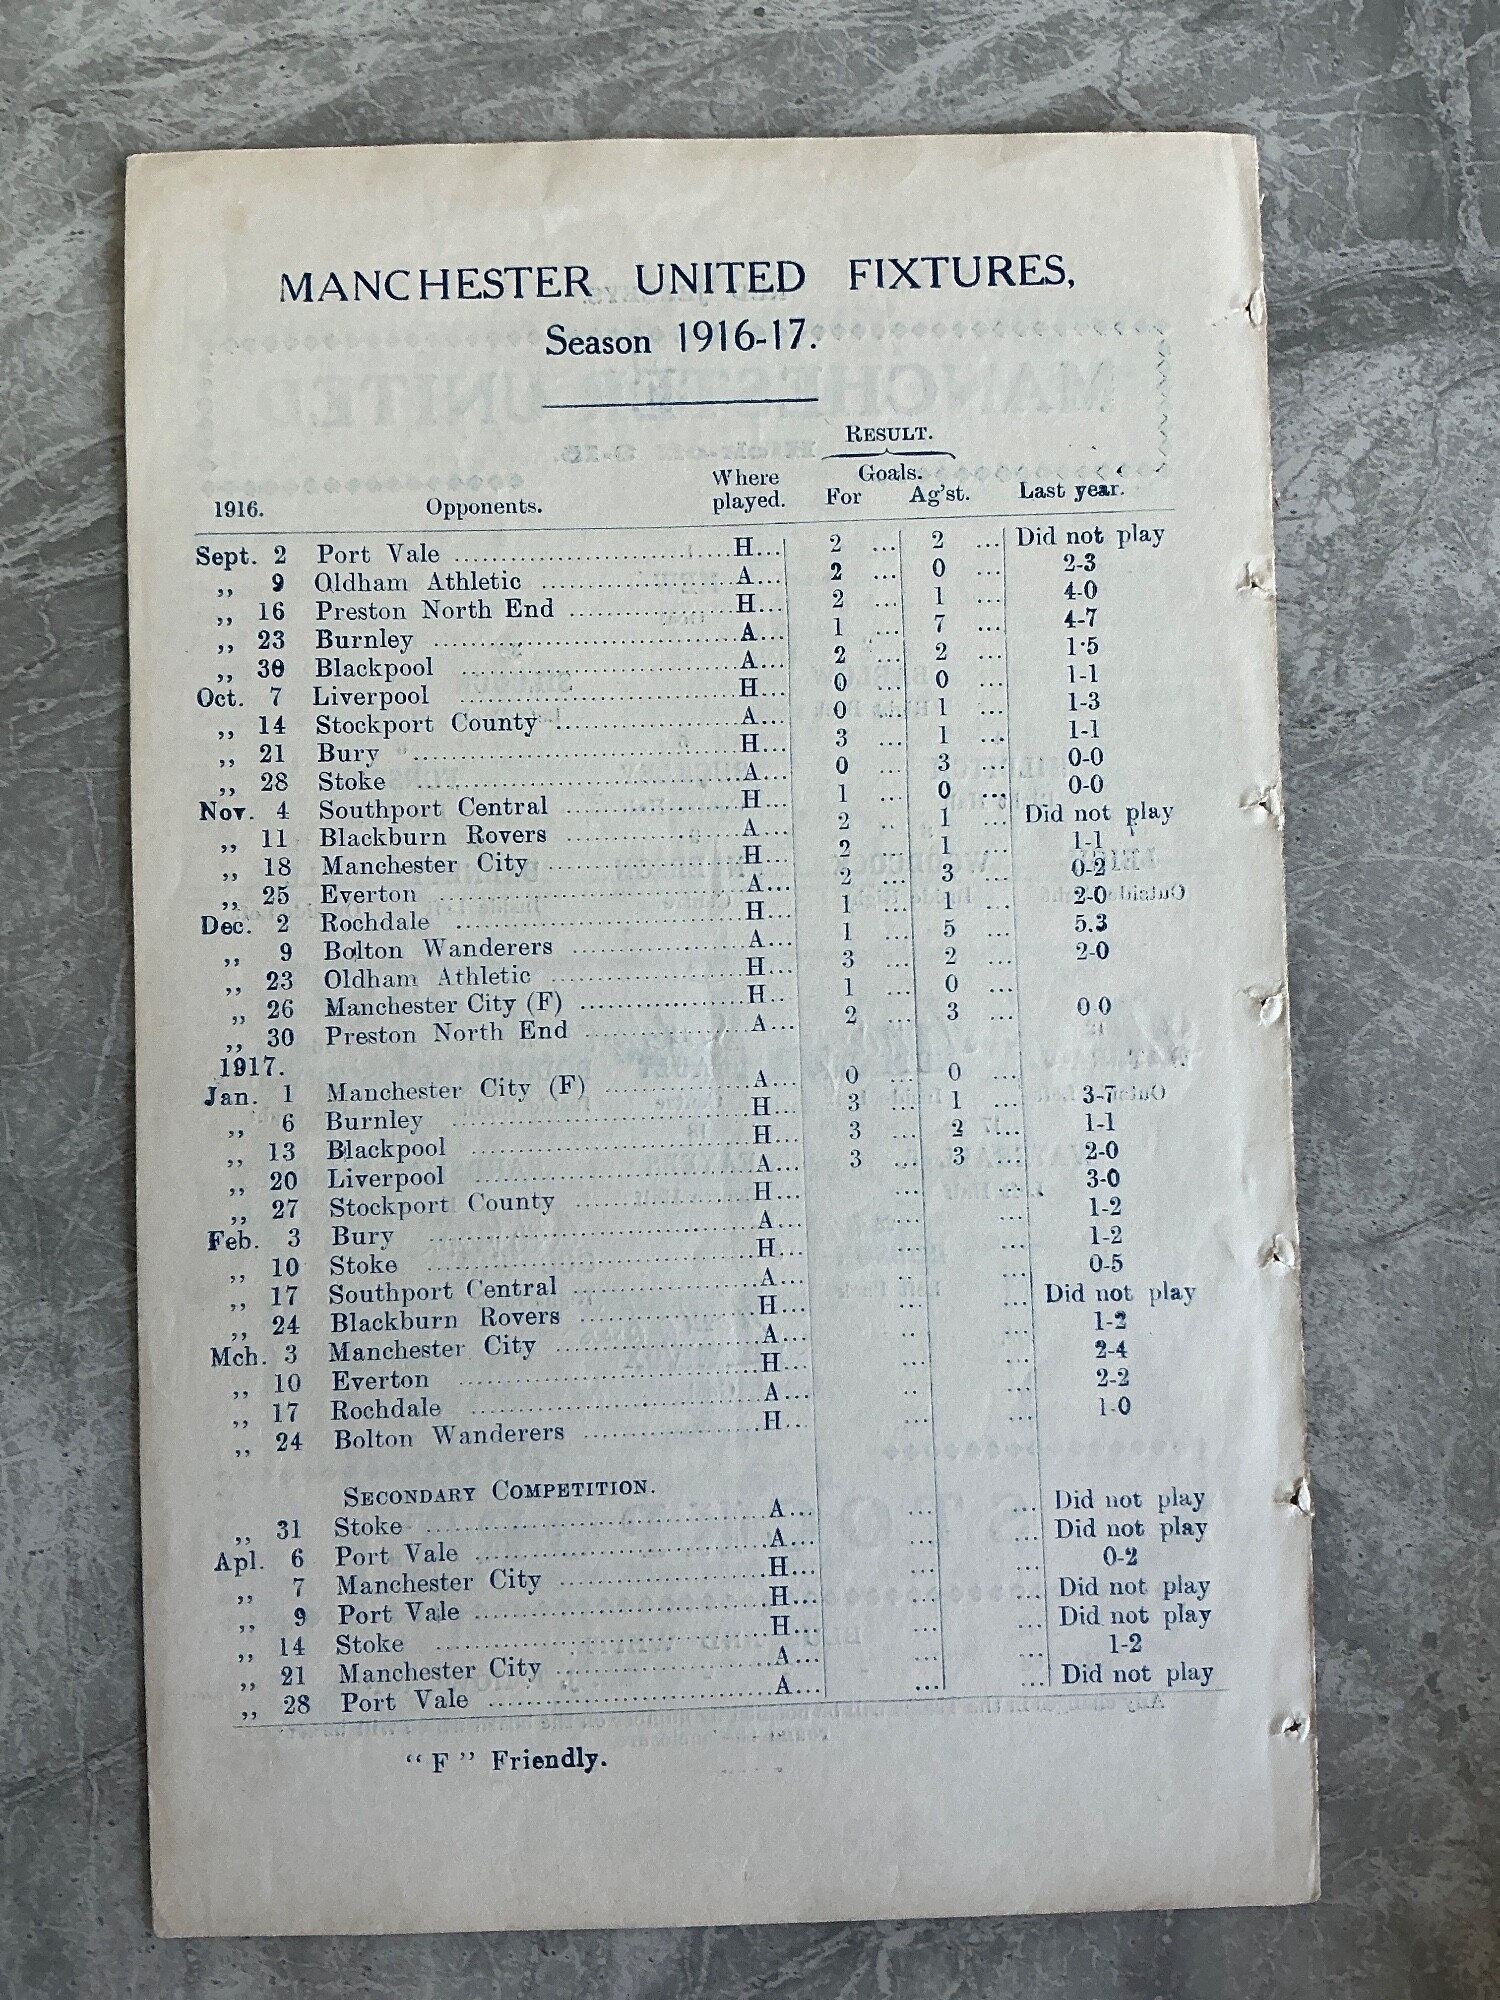 MANCHESTER UNITED FIXTURES,
Season 1916-17.
RESULT.
Goals.
1916. Opponents. Where played. For Ag'st. Last year.
Sept. 2 Port Vale ........ H... 2 ... 2 ... Did not play
,, 9 Oldham Athletic ........ A... 2 ... 0 ... 2-3
,, 16 Preston North End ........ H... 2 ... 1 ... 4-0
,, 23 Burnley ........ A... 1 ... 7 ... 4-7
,, 30 Blackpool ........ A... 2 ... 2 ... 1·5
Oct. 7 Liverpool ........ H... 0 ... 0 ... 1-1
,, 14 Stockport County ........ A... 0 ... 1 ... 1-3
,, 21 Bury ........ H... 3 ... 1 ... 1-1
,, 28 Stoke ........ A... 0 ... 3 ... 0-0
Nov. 4 Southport Central ........ H... 1 ... 0 ... 0-0
,, 11 Blackburn Rovers ........ A... 2 .. 1 ... Did not play
,, 18 Manchester City ........ H... 2 ... 1 ... 1-1
,, 25 Everton ........ A... 2 ... 3 ... 0-2
Dec. 2 Rochdale ........ H... 1 ... 1 ... 2-0
,, 9 Bolton Wanderers ........ A... 1 ... 5 ... 5.3
,, 23 Oldham Athletic ........ H... 3 ... 2 ... 2-0
,, 26 Manchester City (F) ........ H... 1 ... 0 ...
,, 30 Preston North End ........ A... 2 ... 3 ... 0 0
1917.
Jan. 1 Manchester City (F) ........ A... 0 ... 0 ...
,, 6 Burnley ........ H... 3 ... 1 ... 3-7
,, 13 Blackpool ........ H... 3 ... 2 ... 1-1
,, 20 Liverpool ........ A... 3 ... 3 ... 2-0
,, 27 Stockport County ........ H... ... ... 3-0
Feb. 3 Bury ........ A... ... ... 1-2
,, 10 Stoke ........ H... ... ... 1-2
,, 17 Southport Central ........ A... ... ... 0-5
,, 24 Blackburn Rovers ........ H... ... ... Did not play
Mch. 3 Manchester City ........ A... ... ... 1-2
,, 10 Everton ........ H... ... ... 2-4
,, 17 Rochdale ........ A... ... ... 2-2
,, 24 Bolton Wanderers ........ H... ... ... 1-0
SECONDARY COMPETITION.
,, 31 Stoke ........ A... ... ... Did not play
Apl. 6 Port Vale ........ A... ... ... Did not play
,, 7 Manchester City ........ H... ... ... 0-2
,, 9 Port Vale ........ H... ... ... Did not play
,, 14 Stoke ........ H... ... ... Did not play
,, 21 Manchester City ........ A... ... ... 1-2
,, 28 Port Vale ........ A... ... ... Did not play
"F" Friendly.